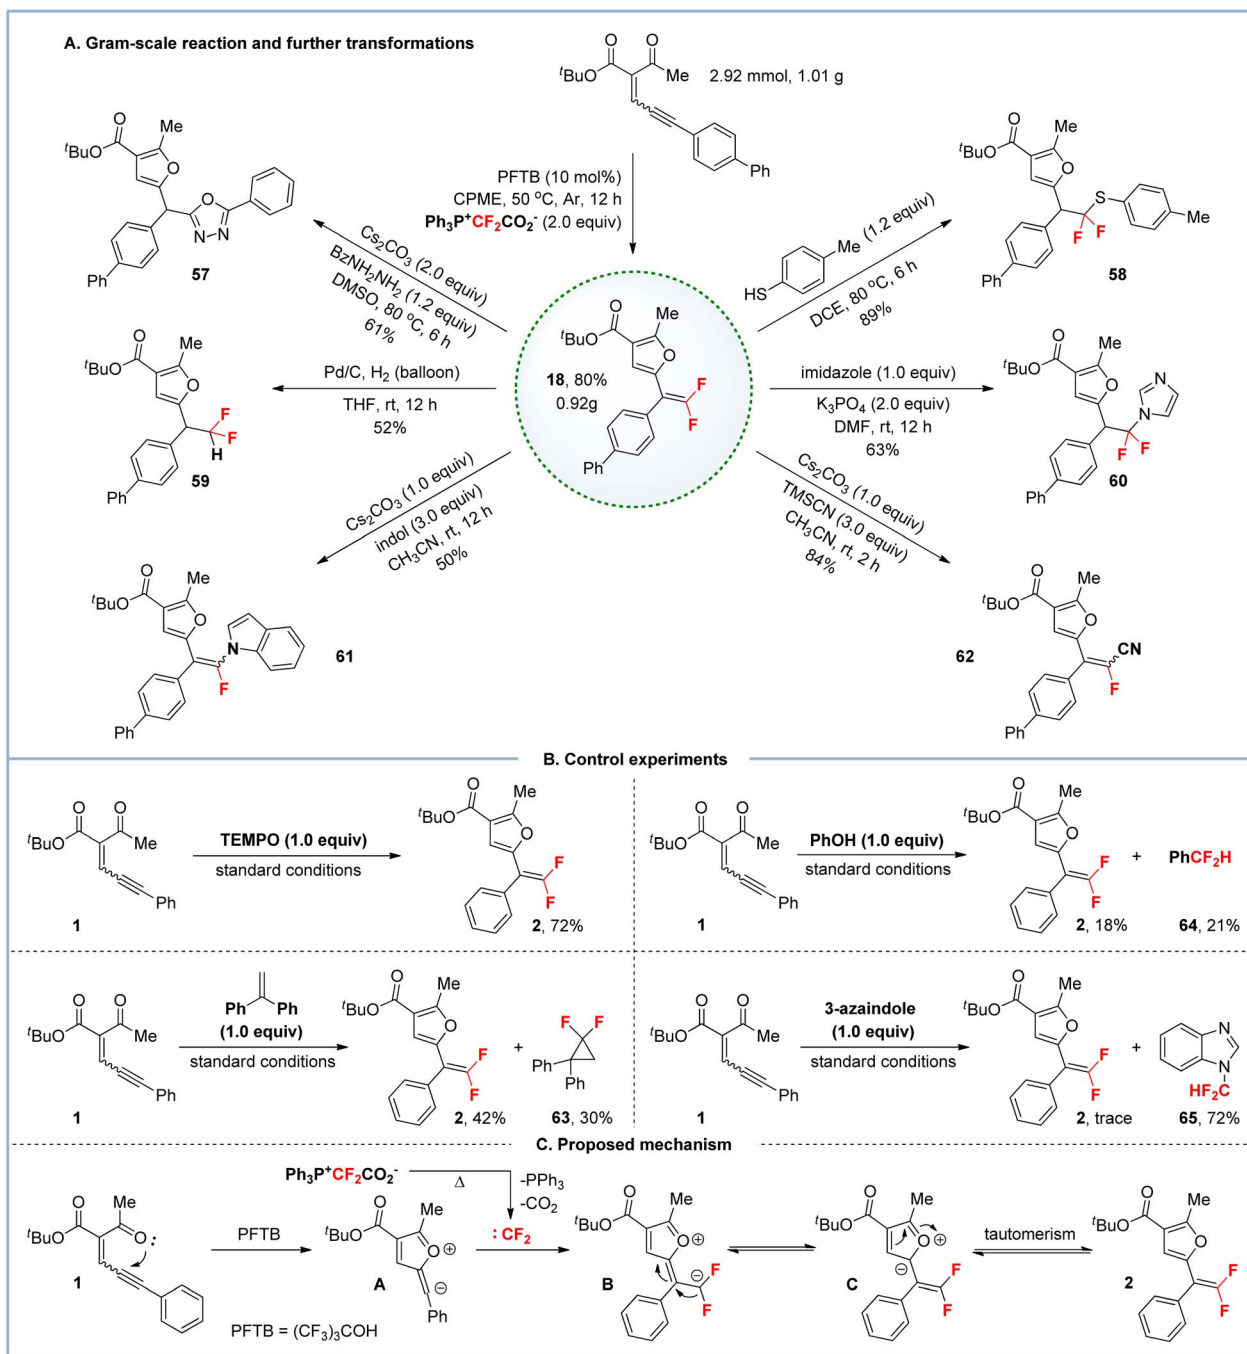 A. Gram-scale reaction and further transformations
O
O
ᵗBuO
Me
2.92 mmol, 1.01 g
Ph
PFTB (10 mol%)
CPME, 50 °C, Ar, 12 h
Ph₃P⁺CF₂CO₂⁻ (2.0 equiv)
O
Me
ᵗBuO
O
O
N
N
Ph
57
Cs₂CO₃ (2.0 equiv)
BzNH₂NH₂ (1.2 equiv)
DMSO, 80 °C, 6 h
61%
HS
Me (1.2 equiv)
DCE, 80 °C, 6 h
89%
O
Me
ᵗBuO
O
S
F
F
Me
Ph
58
O
Me
ᵗBuO
O
F
F
H
Ph
59
Pd/C, H₂ (balloon)
THF, rt, 12 h
52%
O
Me
ᵗBuO
O
18, 80%
0.92g
F
F
Ph
imidazole (1.0 equiv)
K₃PO₄ (2.0 equiv)
DMF, rt, 12 h
63%
O
Me
ᵗBuO
O
N
N
F
F
Ph
60
Cs₂CO₃ (1.0 equiv)
indol (3.0 equiv)
CH₃CN, rt, 12 h
50%
Cs₂CO₃ (1.0 equiv)
TMSCN (3.0 equiv)
CH₃CN, rt, 2 h
84%
O
Me
ᵗBuO
O
N
F
Ph
61
62
O
Me
ᵗBuO
O
CN
F
Ph
B. Control experiments
O
O
ᵗBuO
Me
Ph
1
TEMPO (1.0 equiv)
standard conditions
O
Me
ᵗBuO
O
F
F
2, 72%
O
O
ᵗBuO
Me
Ph
1
PhOH (1.0 equiv)
standard conditions
O
Me
ᵗBuO
O
F
F
2, 18%
+
PhCF₂H
64, 21%
O
O
ᵗBuO
Me
Ph
1
Ph
Ph
(1.0 equiv)
standard conditions
O
Me
ᵗBuO
O
F
F
2, 42%
+
F
F
Ph
Ph
63, 30%
O
O
ᵗBuO
Me
Ph
1
3-azaindole
(1.0 equiv)
standard conditions
O
Me
ᵗBuO
O
F
F
2, trace
+
N
N
HF₂C
65, 72%
C. Proposed mechanism
O
Me
ᵗBuO
O:
1
PFTB
PFTB = (CF₃)₃COH
Ph₃P⁺CF₂CO₂⁻
Δ
-PPh₃
-CO₂
:CF₂
O
Me
ᵗBuO
O
⊕
⊖
Ph
A
O
Me
ᵗBuO
O
⊕
⊖
F
F
B
O
Me
ᵗBuO
O
⊕
⊖
F
F
C
tautomerism
O
Me
ᵗBuO
O
F
F
2